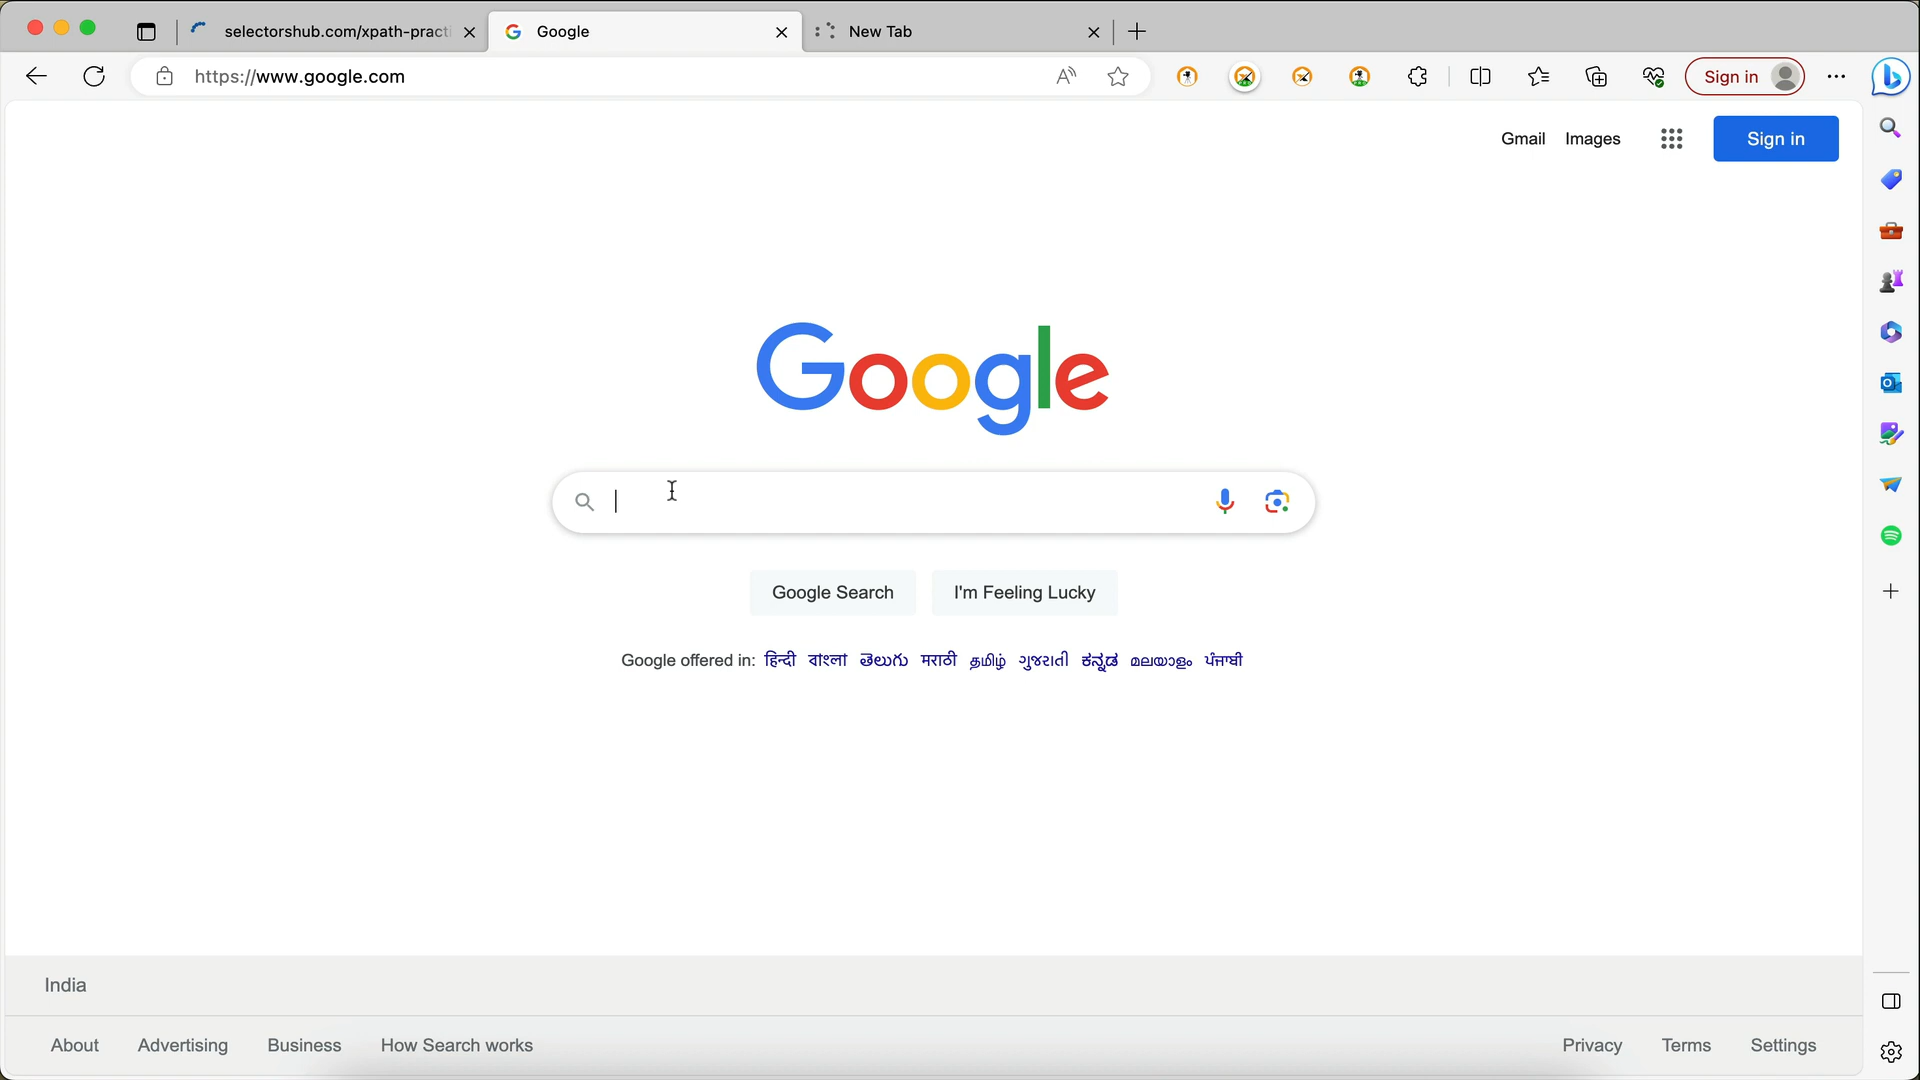 selectorshub.com/xpath-practi
Google
New Tab
https://www.google.com
Sign in
Gmail
Images
Sign in
Google
Google Search
I'm Feeling Lucky
Google offered in: हिन्दी বাংলা తెలుగు मराठी தமிழ் ગુજરાતી ಕನ್ನಡ മലയാളം ਪੰਜਾਬੀ
India
About
Advertising
Business
How Search works
Privacy
Terms
Settings